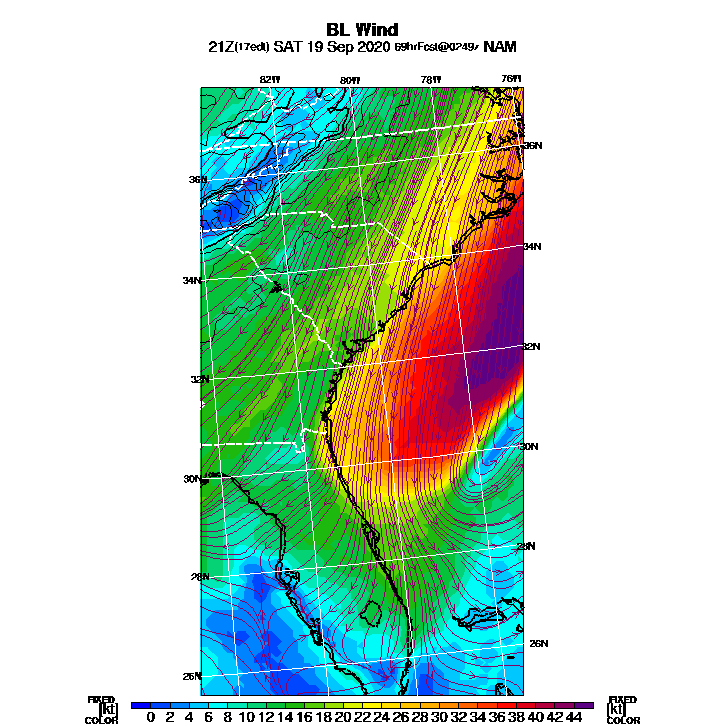 BL Wind
21Z(17edt) SAT 19 Sep 2020 69hrFcst@0249z NAM
82W 80W 78W 76W
36N
36N
34N
34N
32N
32N
30N
30N
28N
28N
26N
26N
FIXED FIXED
[kt] 0 2 4 6 8 10 12 14 16 18 20 22 24 26 28 30 32 34 36 38 40 42 44 [kt]
COLOR COLOR